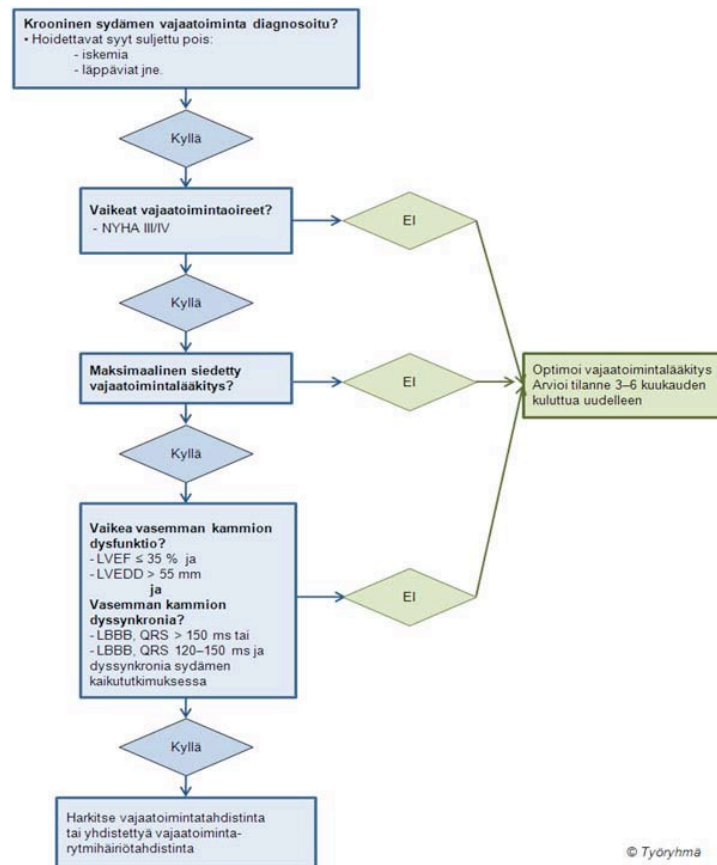 Krooninen sydämen vajaatoiminta diagnosoitu?
• Hoidettavat syyt suljettu pois:
- iskemia
- läppäviat jne.
Kyllä
Vaikeat vajaatoimintaoireet?
- NYHA III/IV
EI
Kyllä
Maksimaalinen siedetty
vajaatoimintalääkitys?
EI
Optimoi vajaatoimintalääkitys
Arvioi tilanne 3–6 kuukauden
kuluttua uudelleen
Kyllä
Vaikea vasemman kammion
dysfunktio?
- LVEF ≤ 35 % ja
- LVEDD > 55 mm
ja
Vasemman kammion
dyssynkronia?
- LBBB, QRS > 150 ms tai
- LBBB, QRS 120–150 ms ja
dyssynkronia sydämen
kaikututkimuksessa
EI
Kyllä
Harkitse vajaatoimintatahdistinta
tai yhdistettyä vajaatoiminta-
rytmihäiriötahdistinta
© Työryhmä